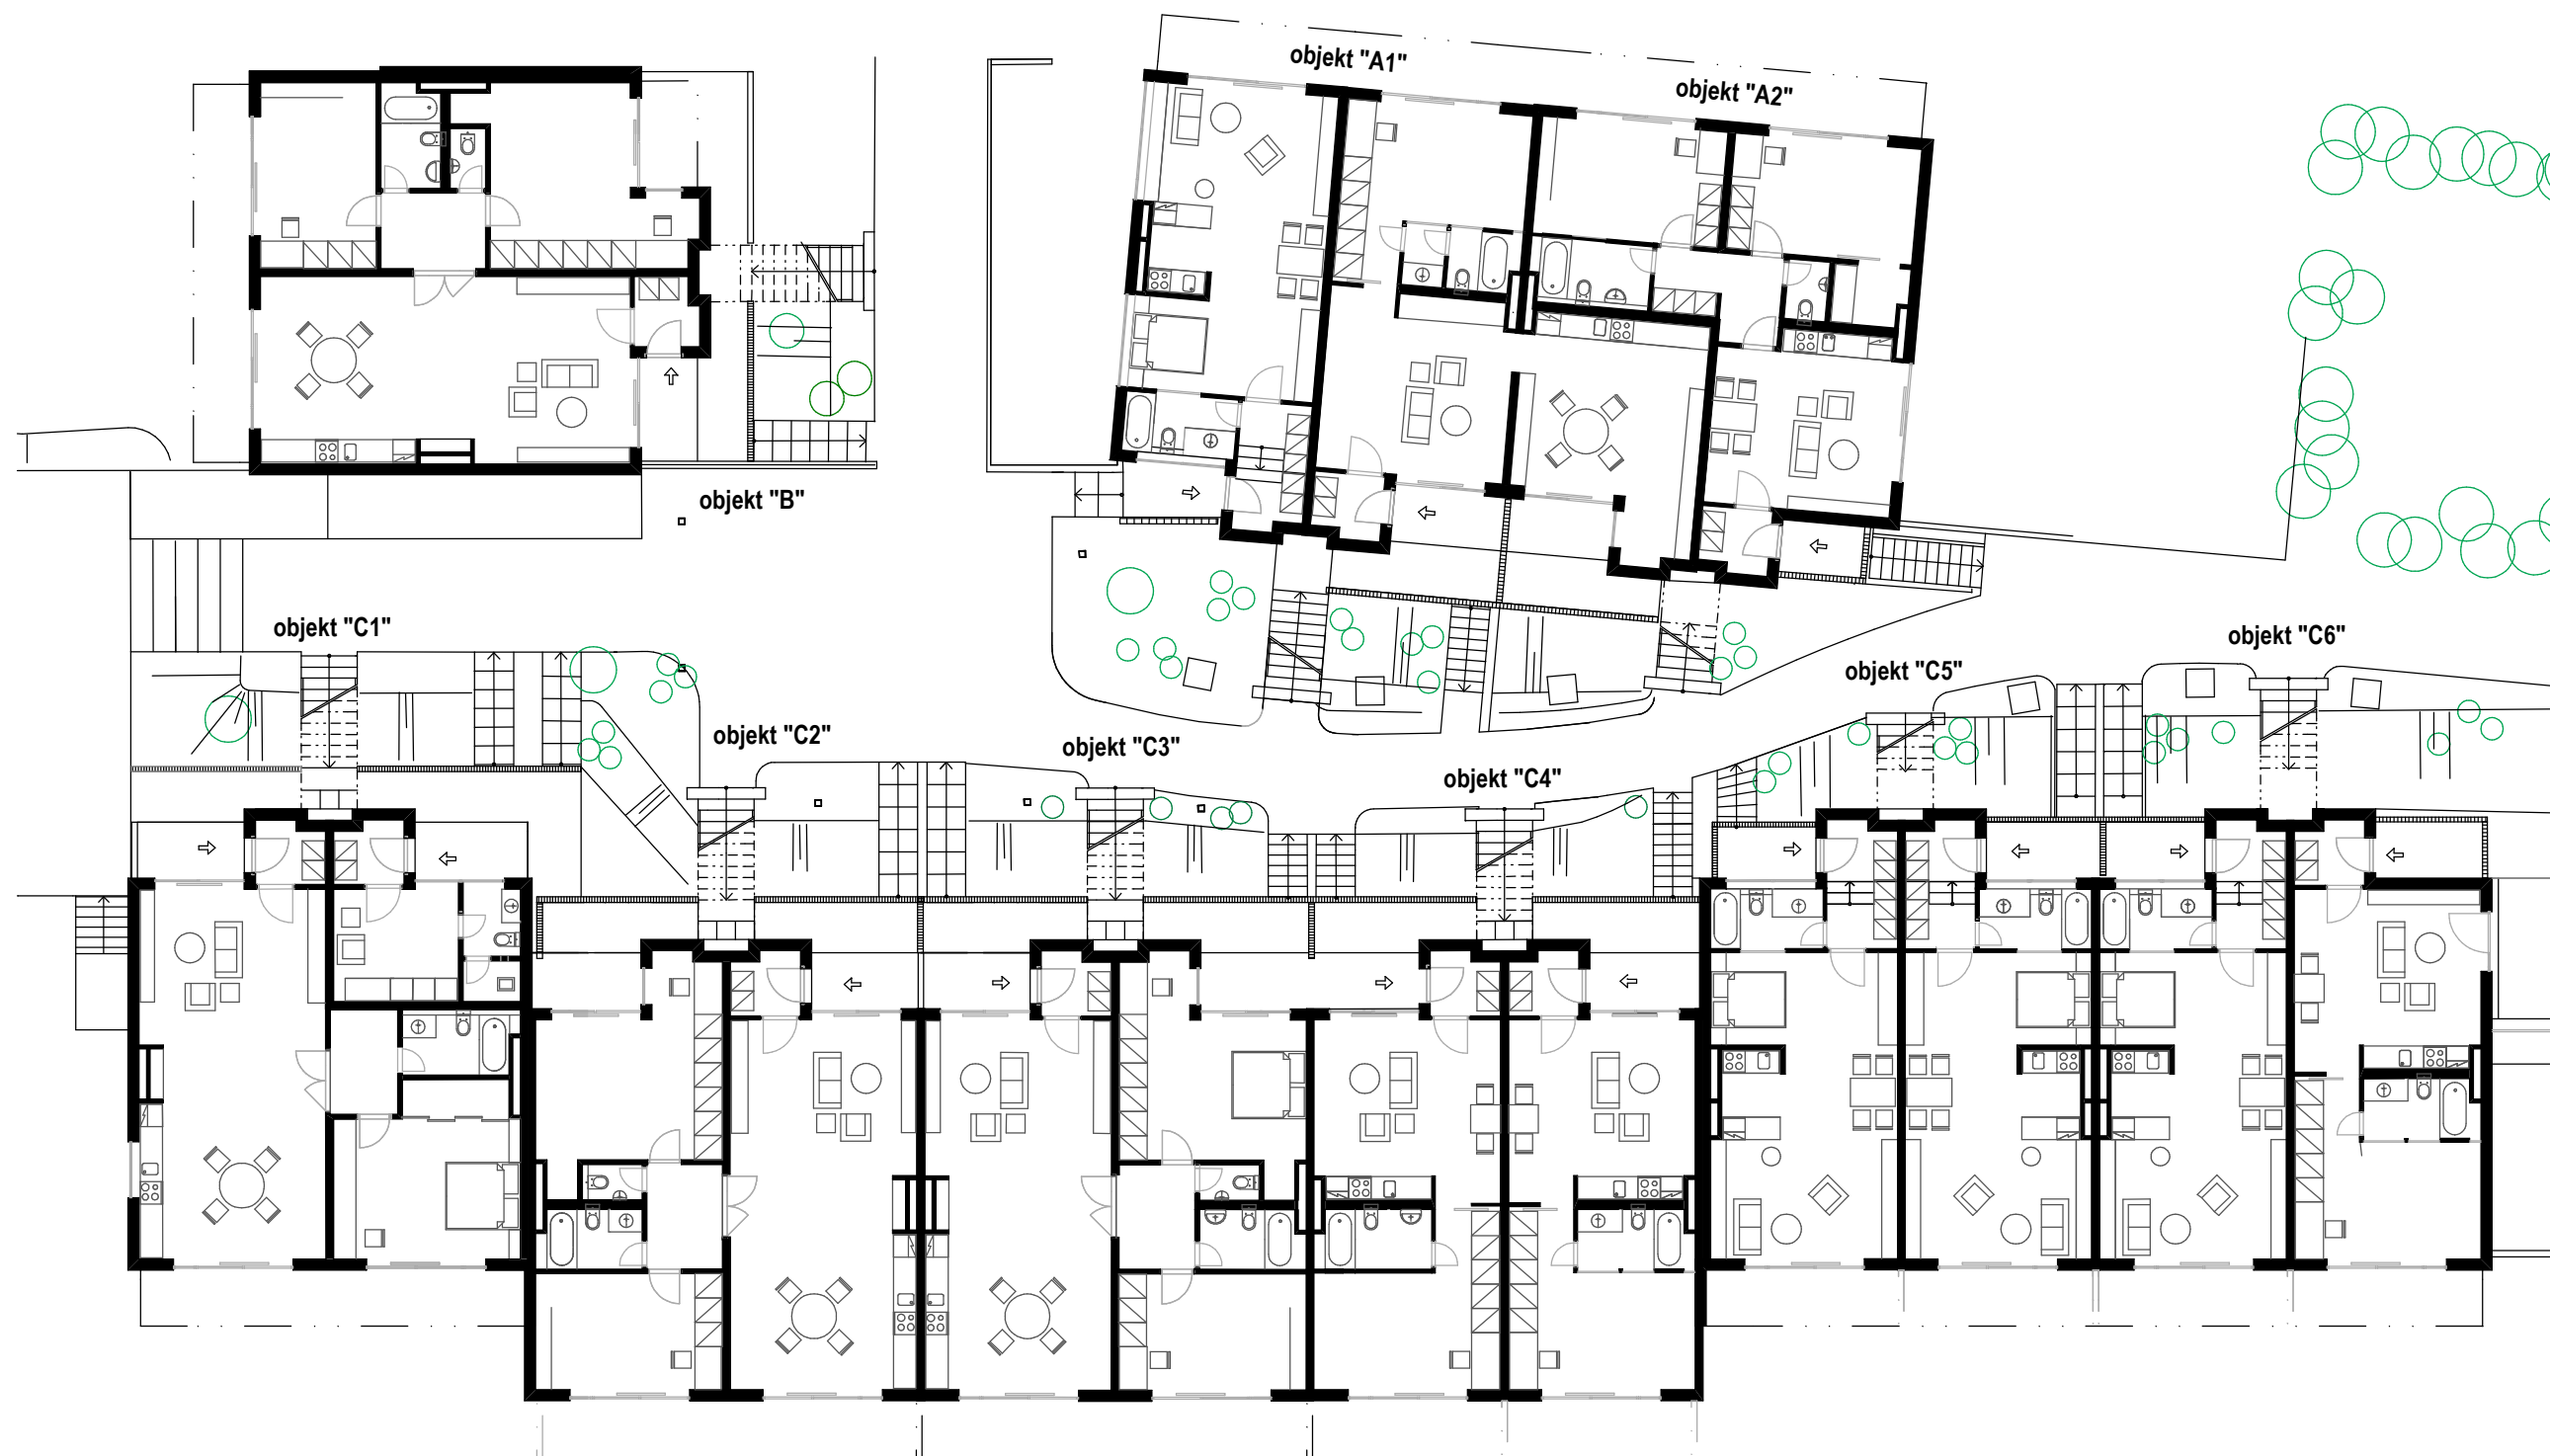 objekt "A1"
objekt "A2"
objekt "B"
objekt "C1"
objekt "C2"
objekt "C3"
objekt "C4"
objekt "C5"
objekt "C6"